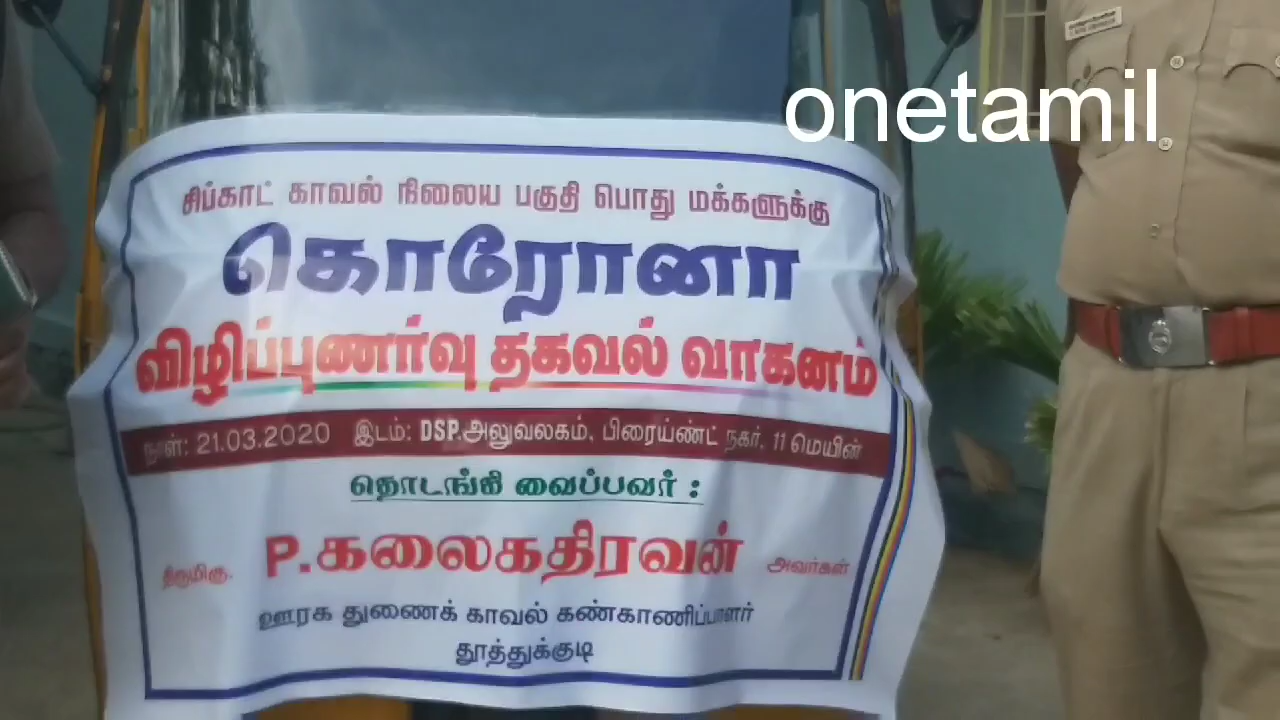 onetamil
சிப்காட் காவல் நிலைய பகுதி பொது மக்களுக்கு
கொரோனா
விழிப்புணர்வு தகவல் வாகனம்
நாள்: 21.03.2020 இடம்: DSP.அலுவலகம், பிரையண்ட் நகர். 11 மெயின்
தொடங்கி வைப்பவர் :
திருமிகு. P.கலைகதிரவன் அவர்கள்
ஊரக துணைக் காவல் கண்காணிப்பாளர்
தூத்துக்குடி